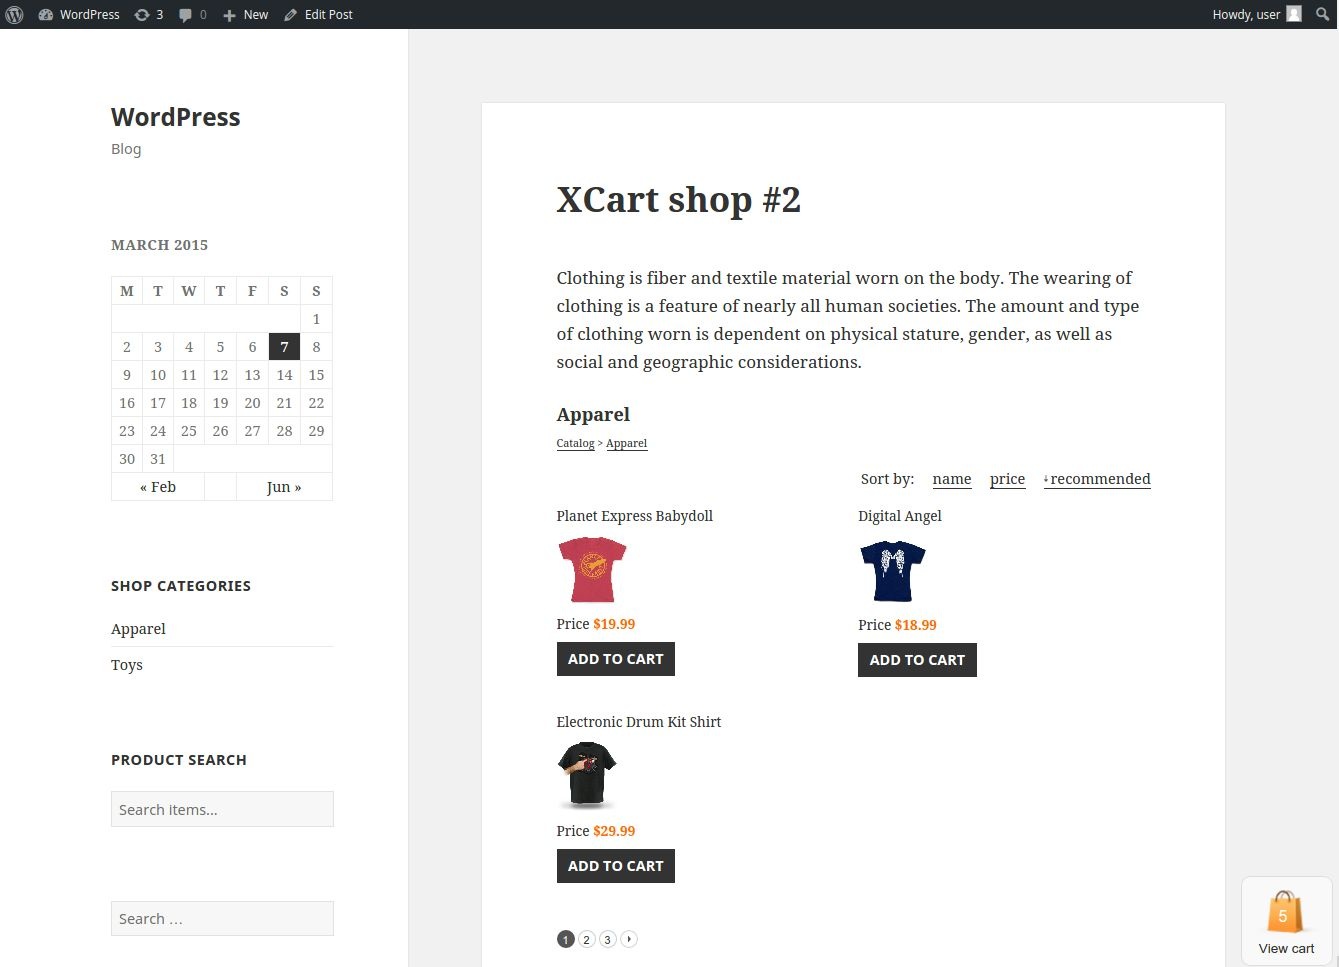 WordPress 3 0 New Edit Post Howdy, user
WordPress
Blog
MARCH 2015
M T W T F S S
1
2 3 4 5 6 7 8
9 10 11 12 13 14 15
16 17 18 19 20 21 22
23 24 25 26 27 28 29
30 31
« Feb Jun »
SHOP CATEGORIES
Apparel
Toys
PRODUCT SEARCH
Search items...
Search ...
XCart shop #2
Clothing is fiber and textile material worn on the body. The wearing of
clothing is a feature of nearly all human societies. The amount and type
of clothing worn is dependent on physical stature, gender, as well as
social and geographic considerations.
Apparel
Catalog > Apparel
Sort by: name price ↓recommended
Planet Express Babydoll Digital Angel
Price $19.99 Price $18.99
ADD TO CART ADD TO CART
Electronic Drum Kit Shirt
Price $29.99
ADD TO CART
1 2 3
5
View cart